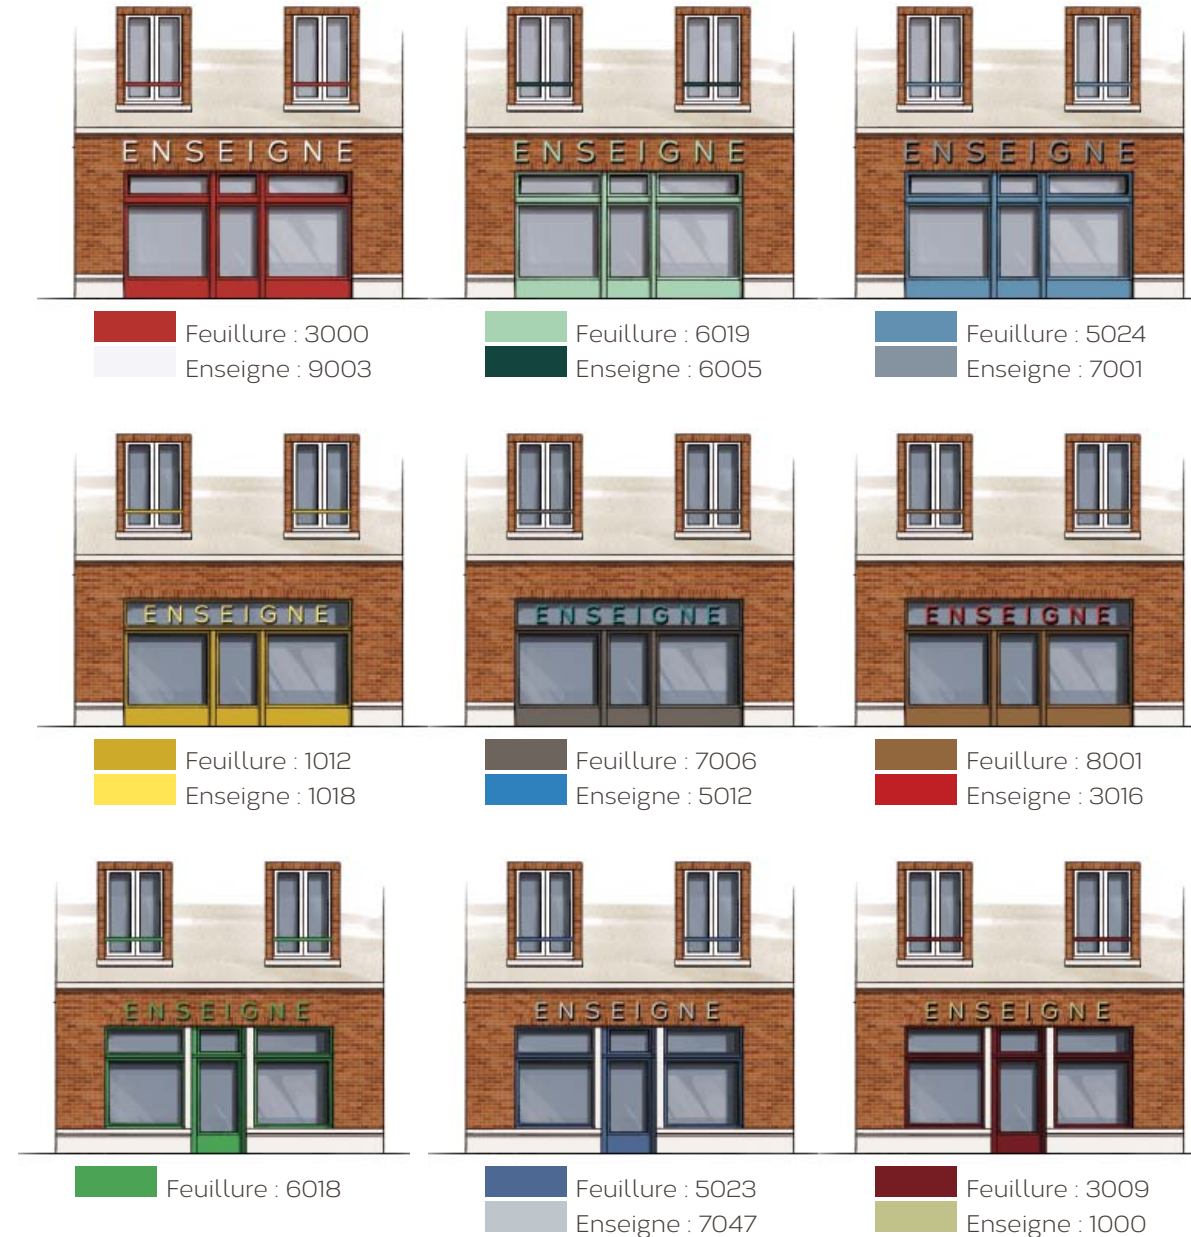 ENSEIGNE ENSEIGNE ENSEIGNE
Feuillure : 3000
Enseigne : 9003
Feuillure : 6019
Enseigne : 6005
Feuillure : 5024
Enseigne : 7001
ENSEIGNE ENSEIGNE ENSEIGNE
Feuillure : 1012
Enseigne : 1018
Feuillure : 7006
Enseigne : 5012
Feuillure : 8001
Enseigne : 3016
ENSEIGNE ENSEIGNE ENSEIGNE
Feuillure : 6018
Feuillure : 5023
Enseigne : 7047
Feuillure : 3009
Enseigne : 1000